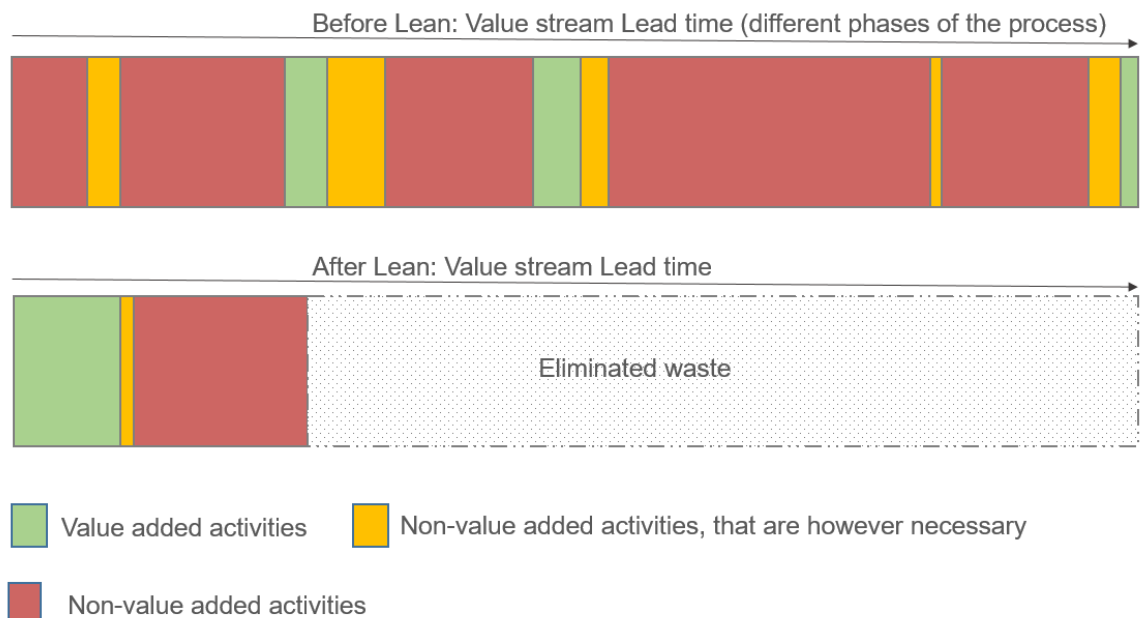 Before Lean: Value stream Lead time (different phases of the process)
After Lean: Value stream Lead time
Eliminated waste
Value added activities
Non-value added activities, that are however necessary
Non-value added activities